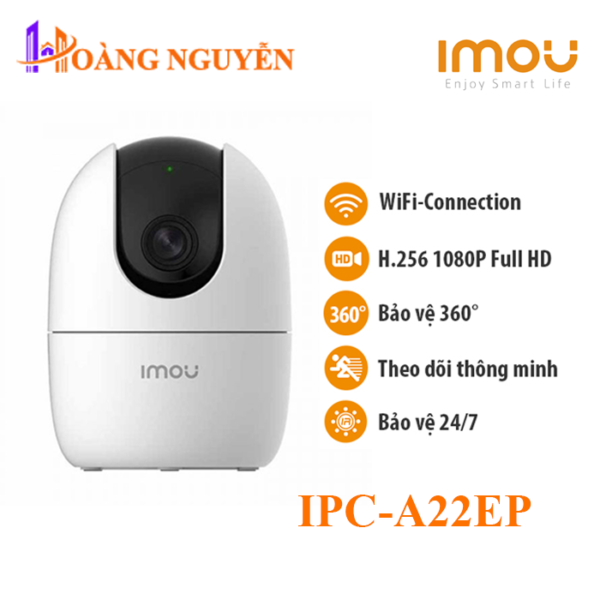 HOÀNG NGUYỄN
imou
Enjoy Smart Life
WiFi-Connection
HD
H.256 1080P Full HD
360°
Bảo vệ 360°
Theo dõi thông minh
imou
IR
Bảo vệ 24/7
IPC-A22EP